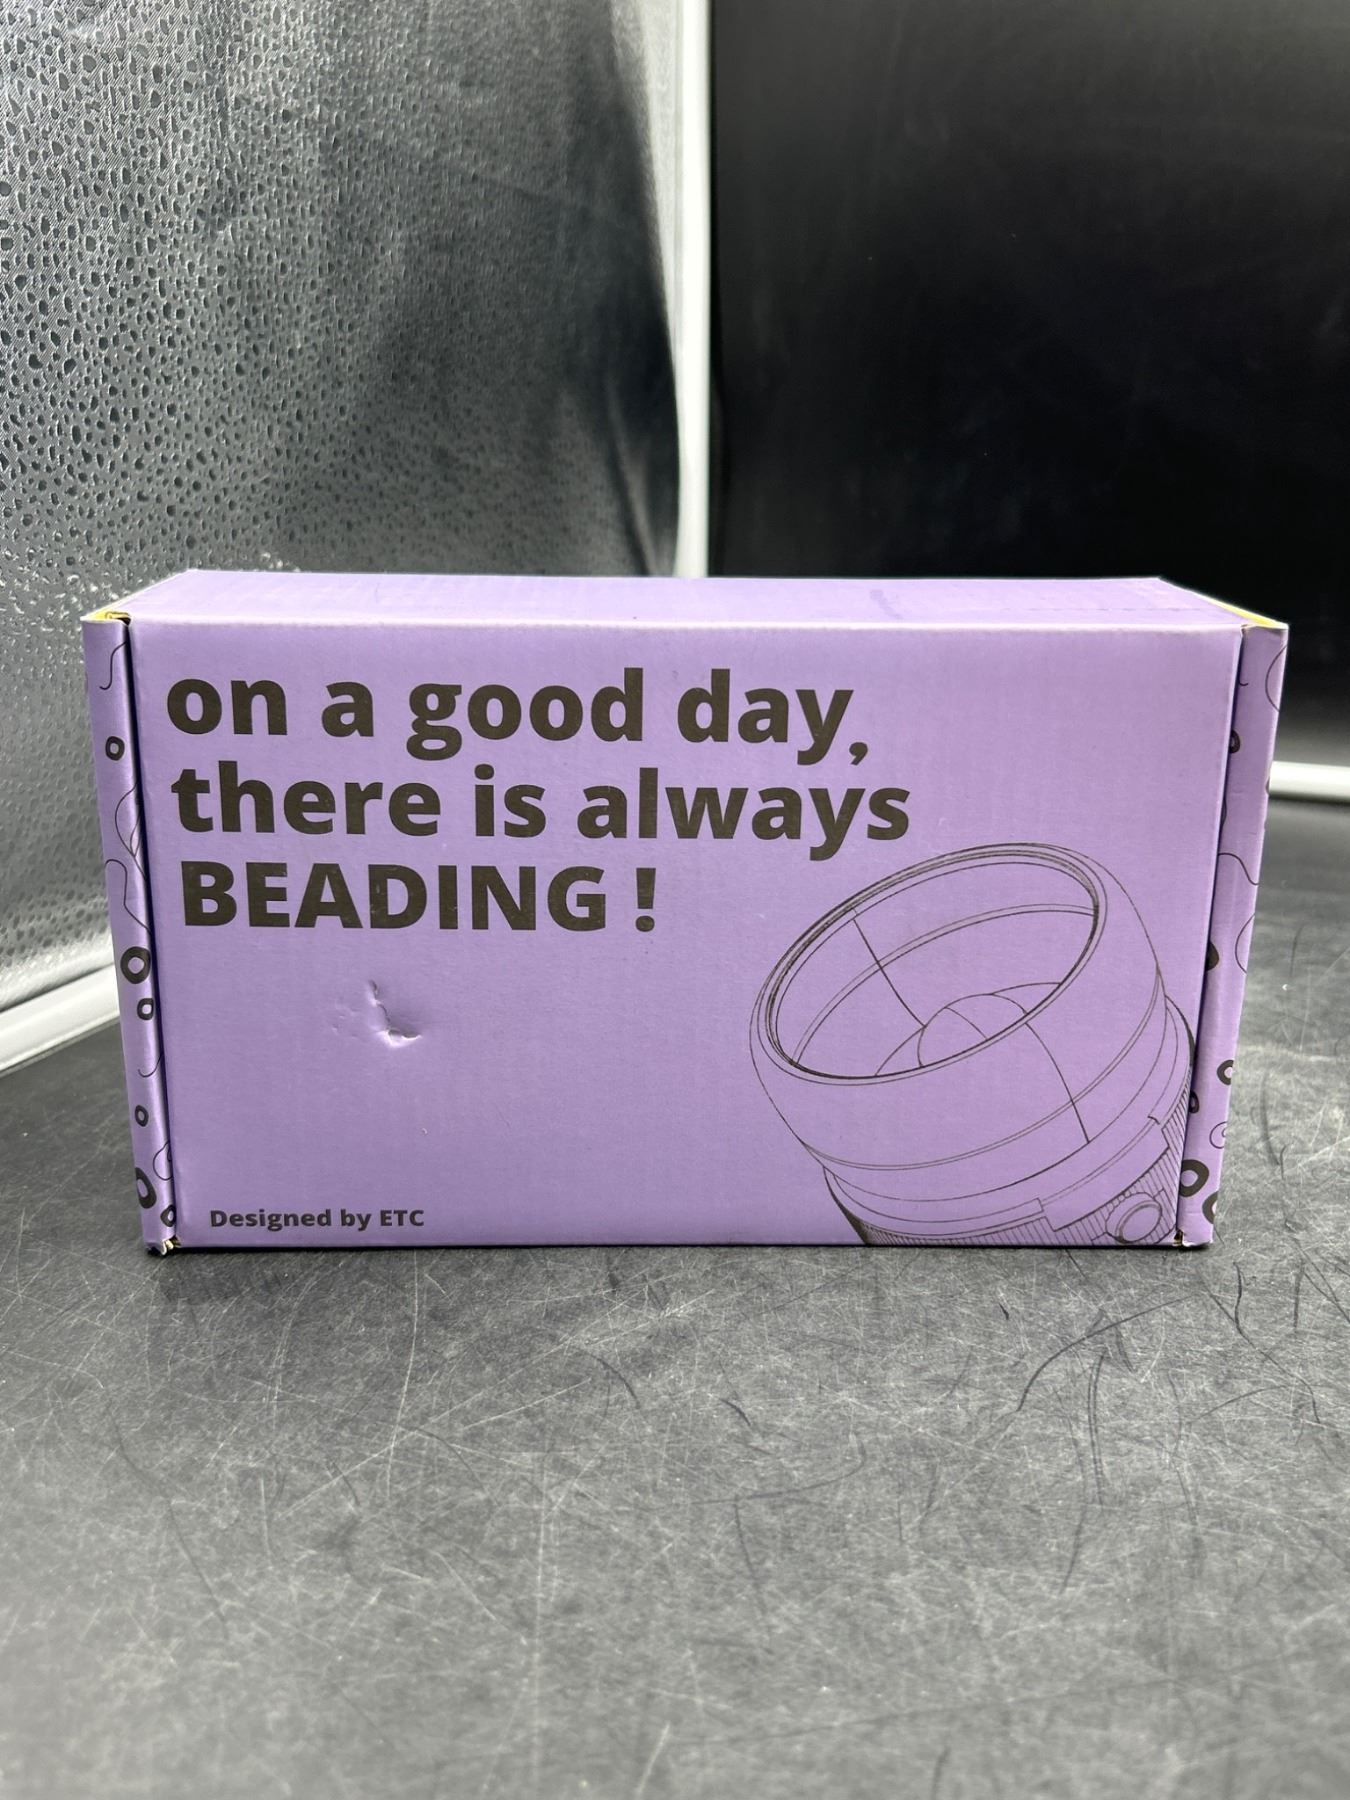 on a good day,
there is always
BEADING !
Designed by ETC